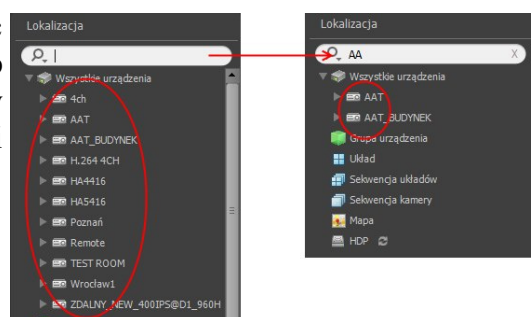 Lokalizacja
Wszystkie urządzenia
4ch
AAT
AAT_BUDYNEK
H.264 4CH
HA4416
HA5416
Poznań
Remote
TEST ROOM
Wrocław1
ZDALNY_NEW_400IPS@D1_960H
Lokalizacja
AA X
Wszystkie urządzenia
AAT
AAT_BUDYNEK
Grupa urządzenia
Układ
Sekwencja układów
Sekwencja kamery
Mapa
HDP